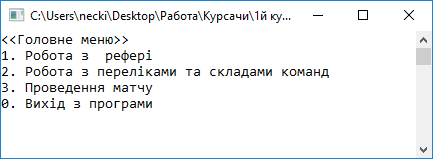 C:\Users\necki\Desktop\Работа\Курсачи\1й ку...
<<Головне меню>>
1. Робота з  рефері
2. Робота з переліками та складами команд
3. Проведення матчу
0. Вихід з програми